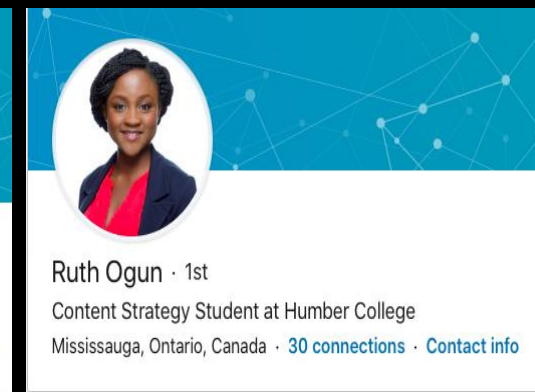 Ruth Ogun · 1st
Content Strategy Student at Humber College
Mississauga, Ontario, Canada · 30 connections · Contact info